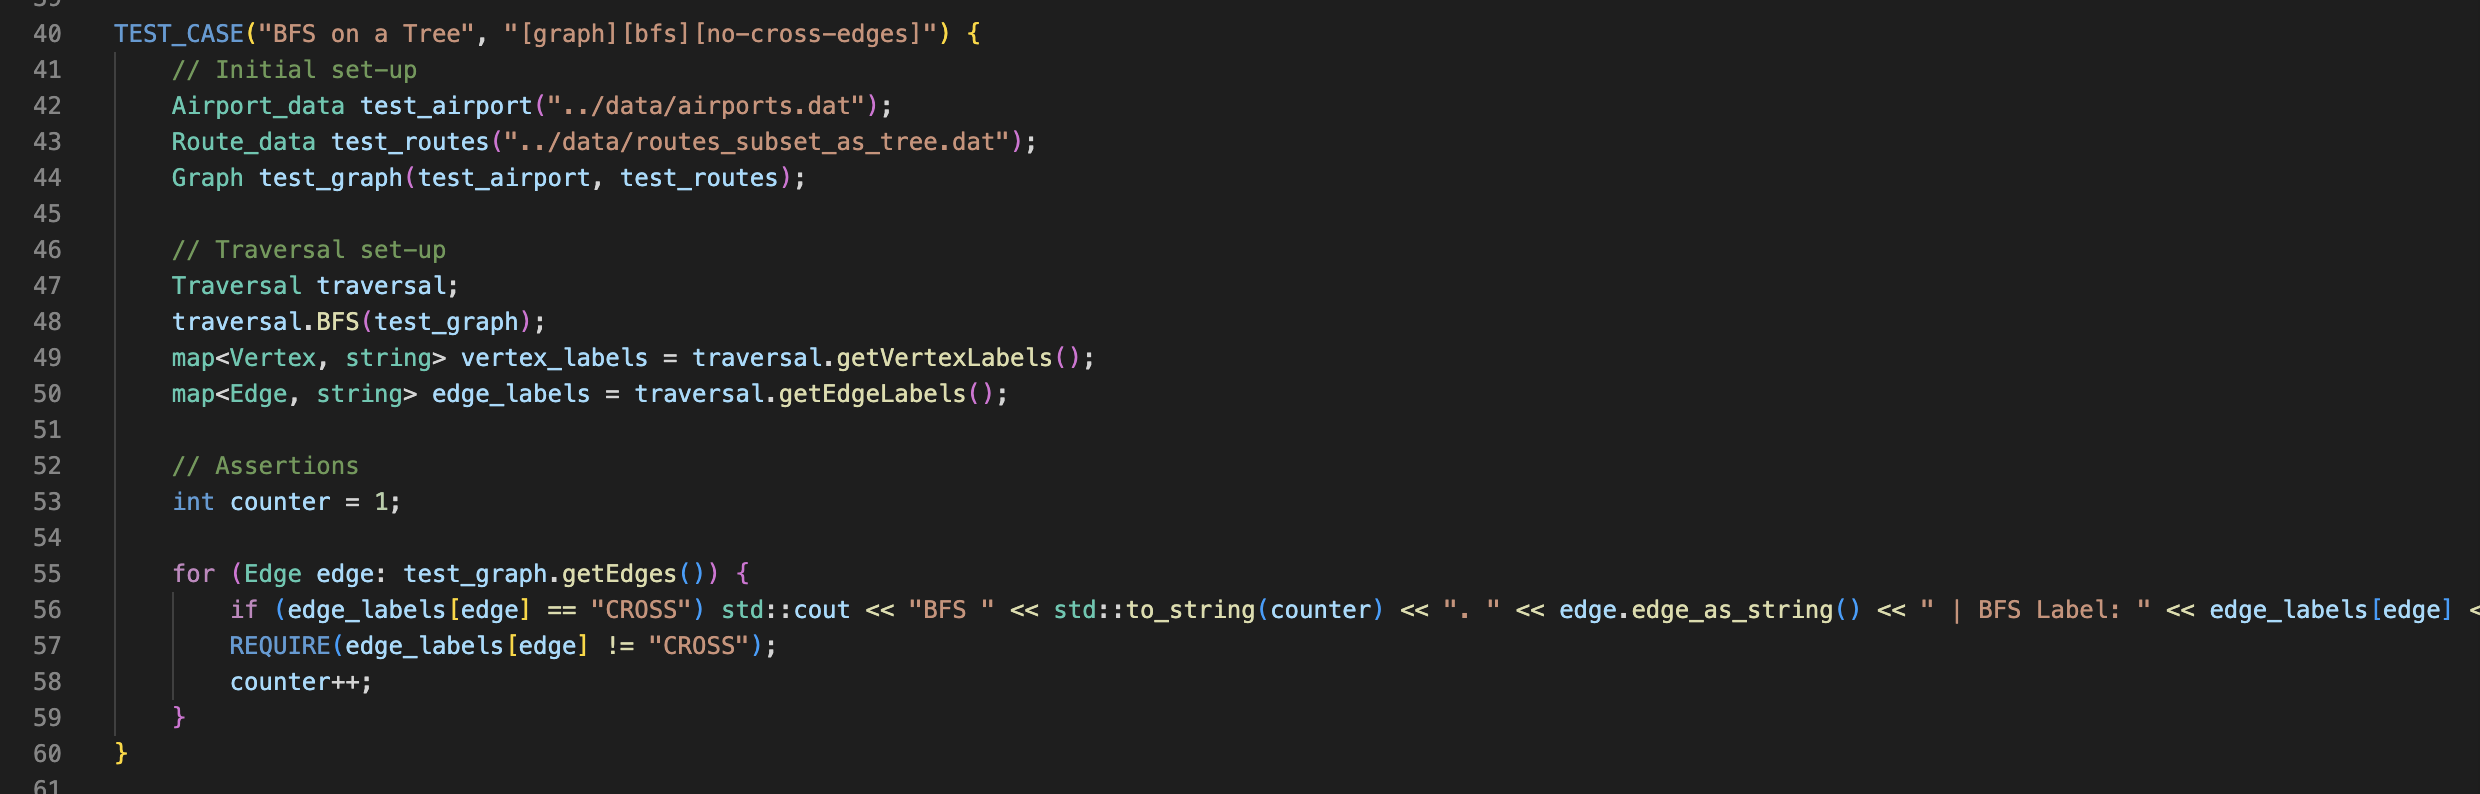 39
40 TEST_CASE("BFS on a Tree", "[graph][bfs][no-cross-edges]") {
41 // Initial set-up
42 Airport_data test_airport("../data/airports.dat");
43 Route_data test_routes("../data/routes_subset_as_tree.dat");
44 Graph test_graph(test_airport, test_routes);
45
46 // Traversal set-up
47 Traversal traversal;
48 traversal.BFS(test_graph);
49 map<Vertex, string> vertex_labels = traversal.getVertexLabels();
50 map<Edge, string> edge_labels = traversal.getEdgeLabels();
51
52 // Assertions
53 int counter = 1;
54
55 for (Edge edge: test_graph.getEdges()) {
56 if (edge_labels[edge] == "CROSS") std::cout << "BFS " << std::to_string(counter) << ". " << edge.edge_as_string() << " | BFS Label: " << edge_labels[edge] <
57 REQUIRE(edge_labels[edge] != "CROSS");
58 counter++;
59 }
60 }
61